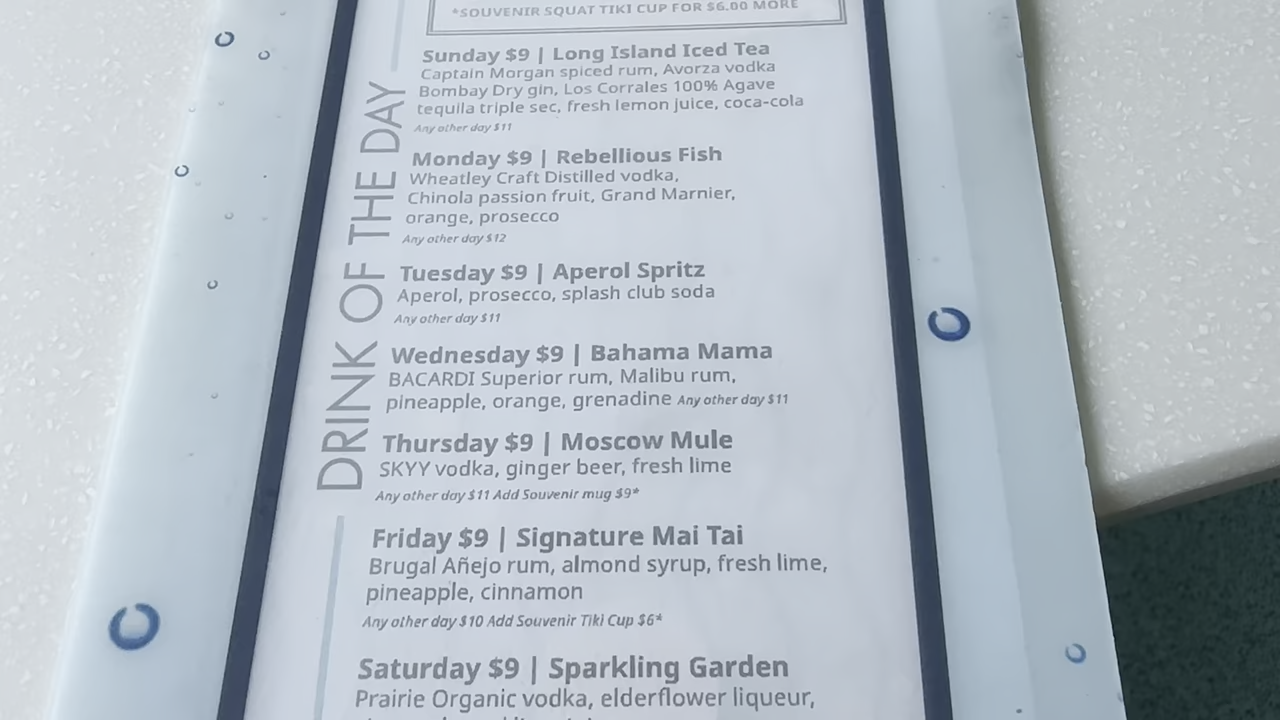 *SOUVENIR SQUAT TIKI CUP FOR $6.00 MORE
DRINK OF THE DAY
Sunday $9 | Long Island Iced Tea
Captain Morgan spiced rum, Avorza vodka
Bombay Dry gin, Los Corrales 100% Agave
tequila triple sec, fresh lemon juice, coca-cola
Any other day $11
Monday $9 | Rebellious Fish
Wheatley Craft Distilled vodka,
Chinola passion fruit, Grand Marnier,
orange, prosecco
Any other day $12
Tuesday $9 | Aperol Spritz
Aperol, prosecco, splash club soda
Any other day $11
Wednesday $9 | Bahama Mama
BACARDI Superior rum, Malibu rum,
pineapple, orange, grenadine Any other day $11
Thursday $9 | Moscow Mule
SKYY vodka, ginger beer, fresh lime
Any other day $11 Add Souvenir mug $9*
Friday $9 | Signature Mai Tai
Brugal Añejo rum, almond syrup, fresh lime,
pineapple, cinnamon
Any other day $10 Add Souvenir Tiki Cup $6*
Saturday $9 | Sparkling Garden
Prairie Organic vodka, elderflower liqueur,